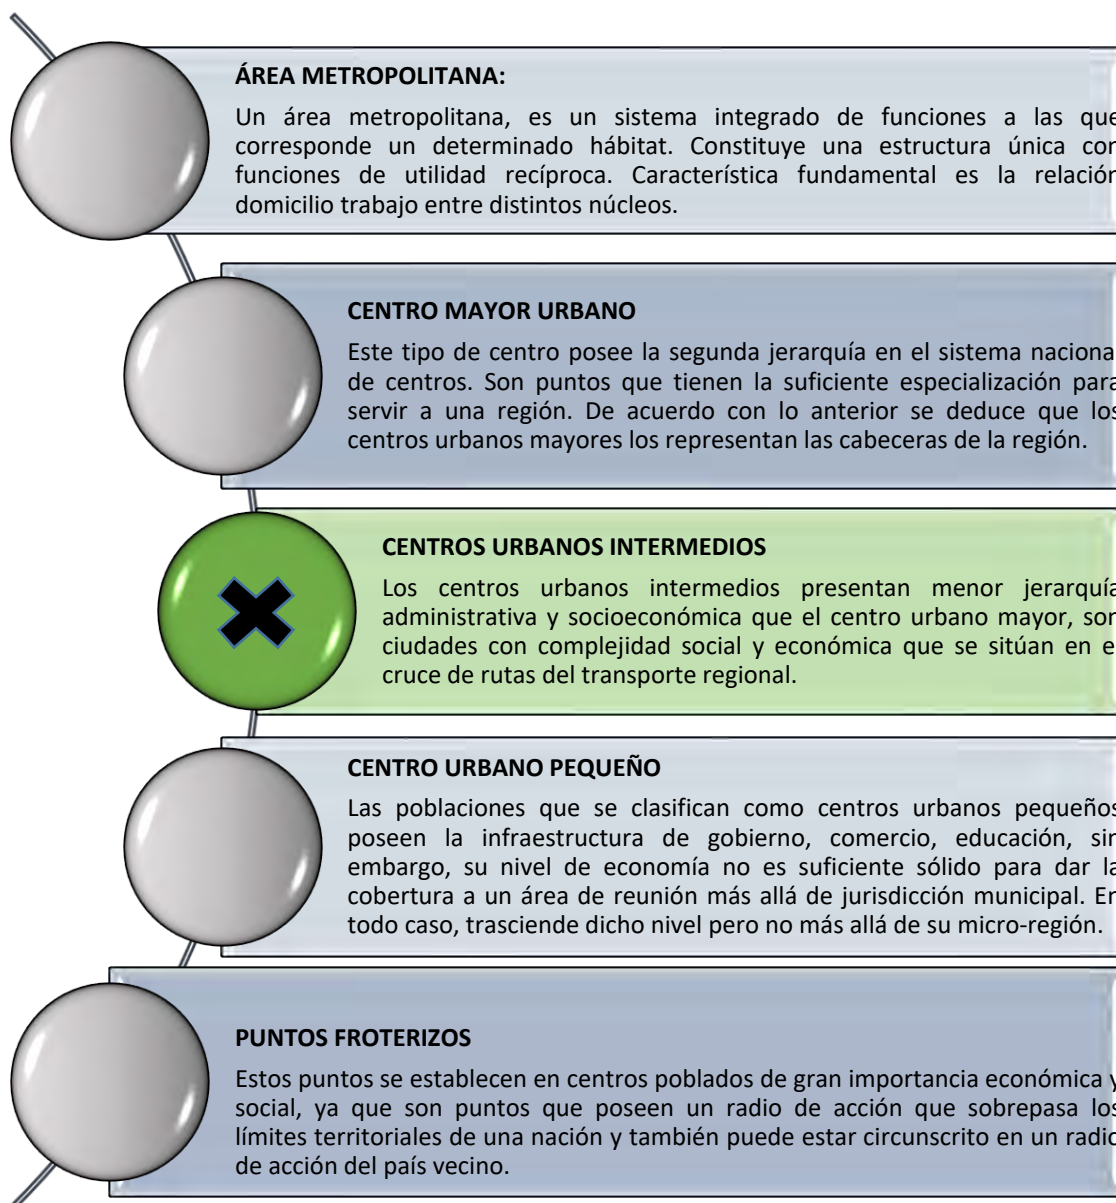 ÁREA METROPOLITANA:
Un área metropolitana, es un sistema integrado de funciones a las que
corresponde un determinado hábitat. Constituye una estructura única con
funciones de utilidad recíproca. Característica fundamental es la relación
domicilio trabajo entre distintos núcleos.
CENTRO MAYOR URBANO
Este tipo de centro posee la segunda jerarquía en el sistema nacional
de centros. Son puntos que tienen la suficiente especialización para
servir a una región. De acuerdo con lo anterior se deduce que los
centros urbanos mayores los representan las cabeceras de la región.
CENTROS URBANOS INTERMEDIOS
Los centros urbanos intermedios presentan menor jerarquía
administrativa y socioeconómica que el centro urbano mayor, son
ciudades con complejidad social y económica que se sitúan en el
cruce de rutas del transporte regional.
CENTRO URBANO PEQUEÑO
Las poblaciones que se clasifican como centros urbanos pequeños
poseen la infraestructura de gobierno, comercio, educación, sin
embargo, su nivel de economía no es suficiente sólido para dar la
cobertura a un área de reunión más allá de jurisdicción municipal. En
todo caso, trasciende dicho nivel pero no más allá de su micro-región.
PUNTOS FROTERIZOS
Estos puntos se establecen en centros poblados de gran importancia económica y
social, ya que son puntos que poseen un radio de acción que sobrepasa los
límites territoriales de una nación y también puede estar circunscrito en un radio
de acción del país vecino.